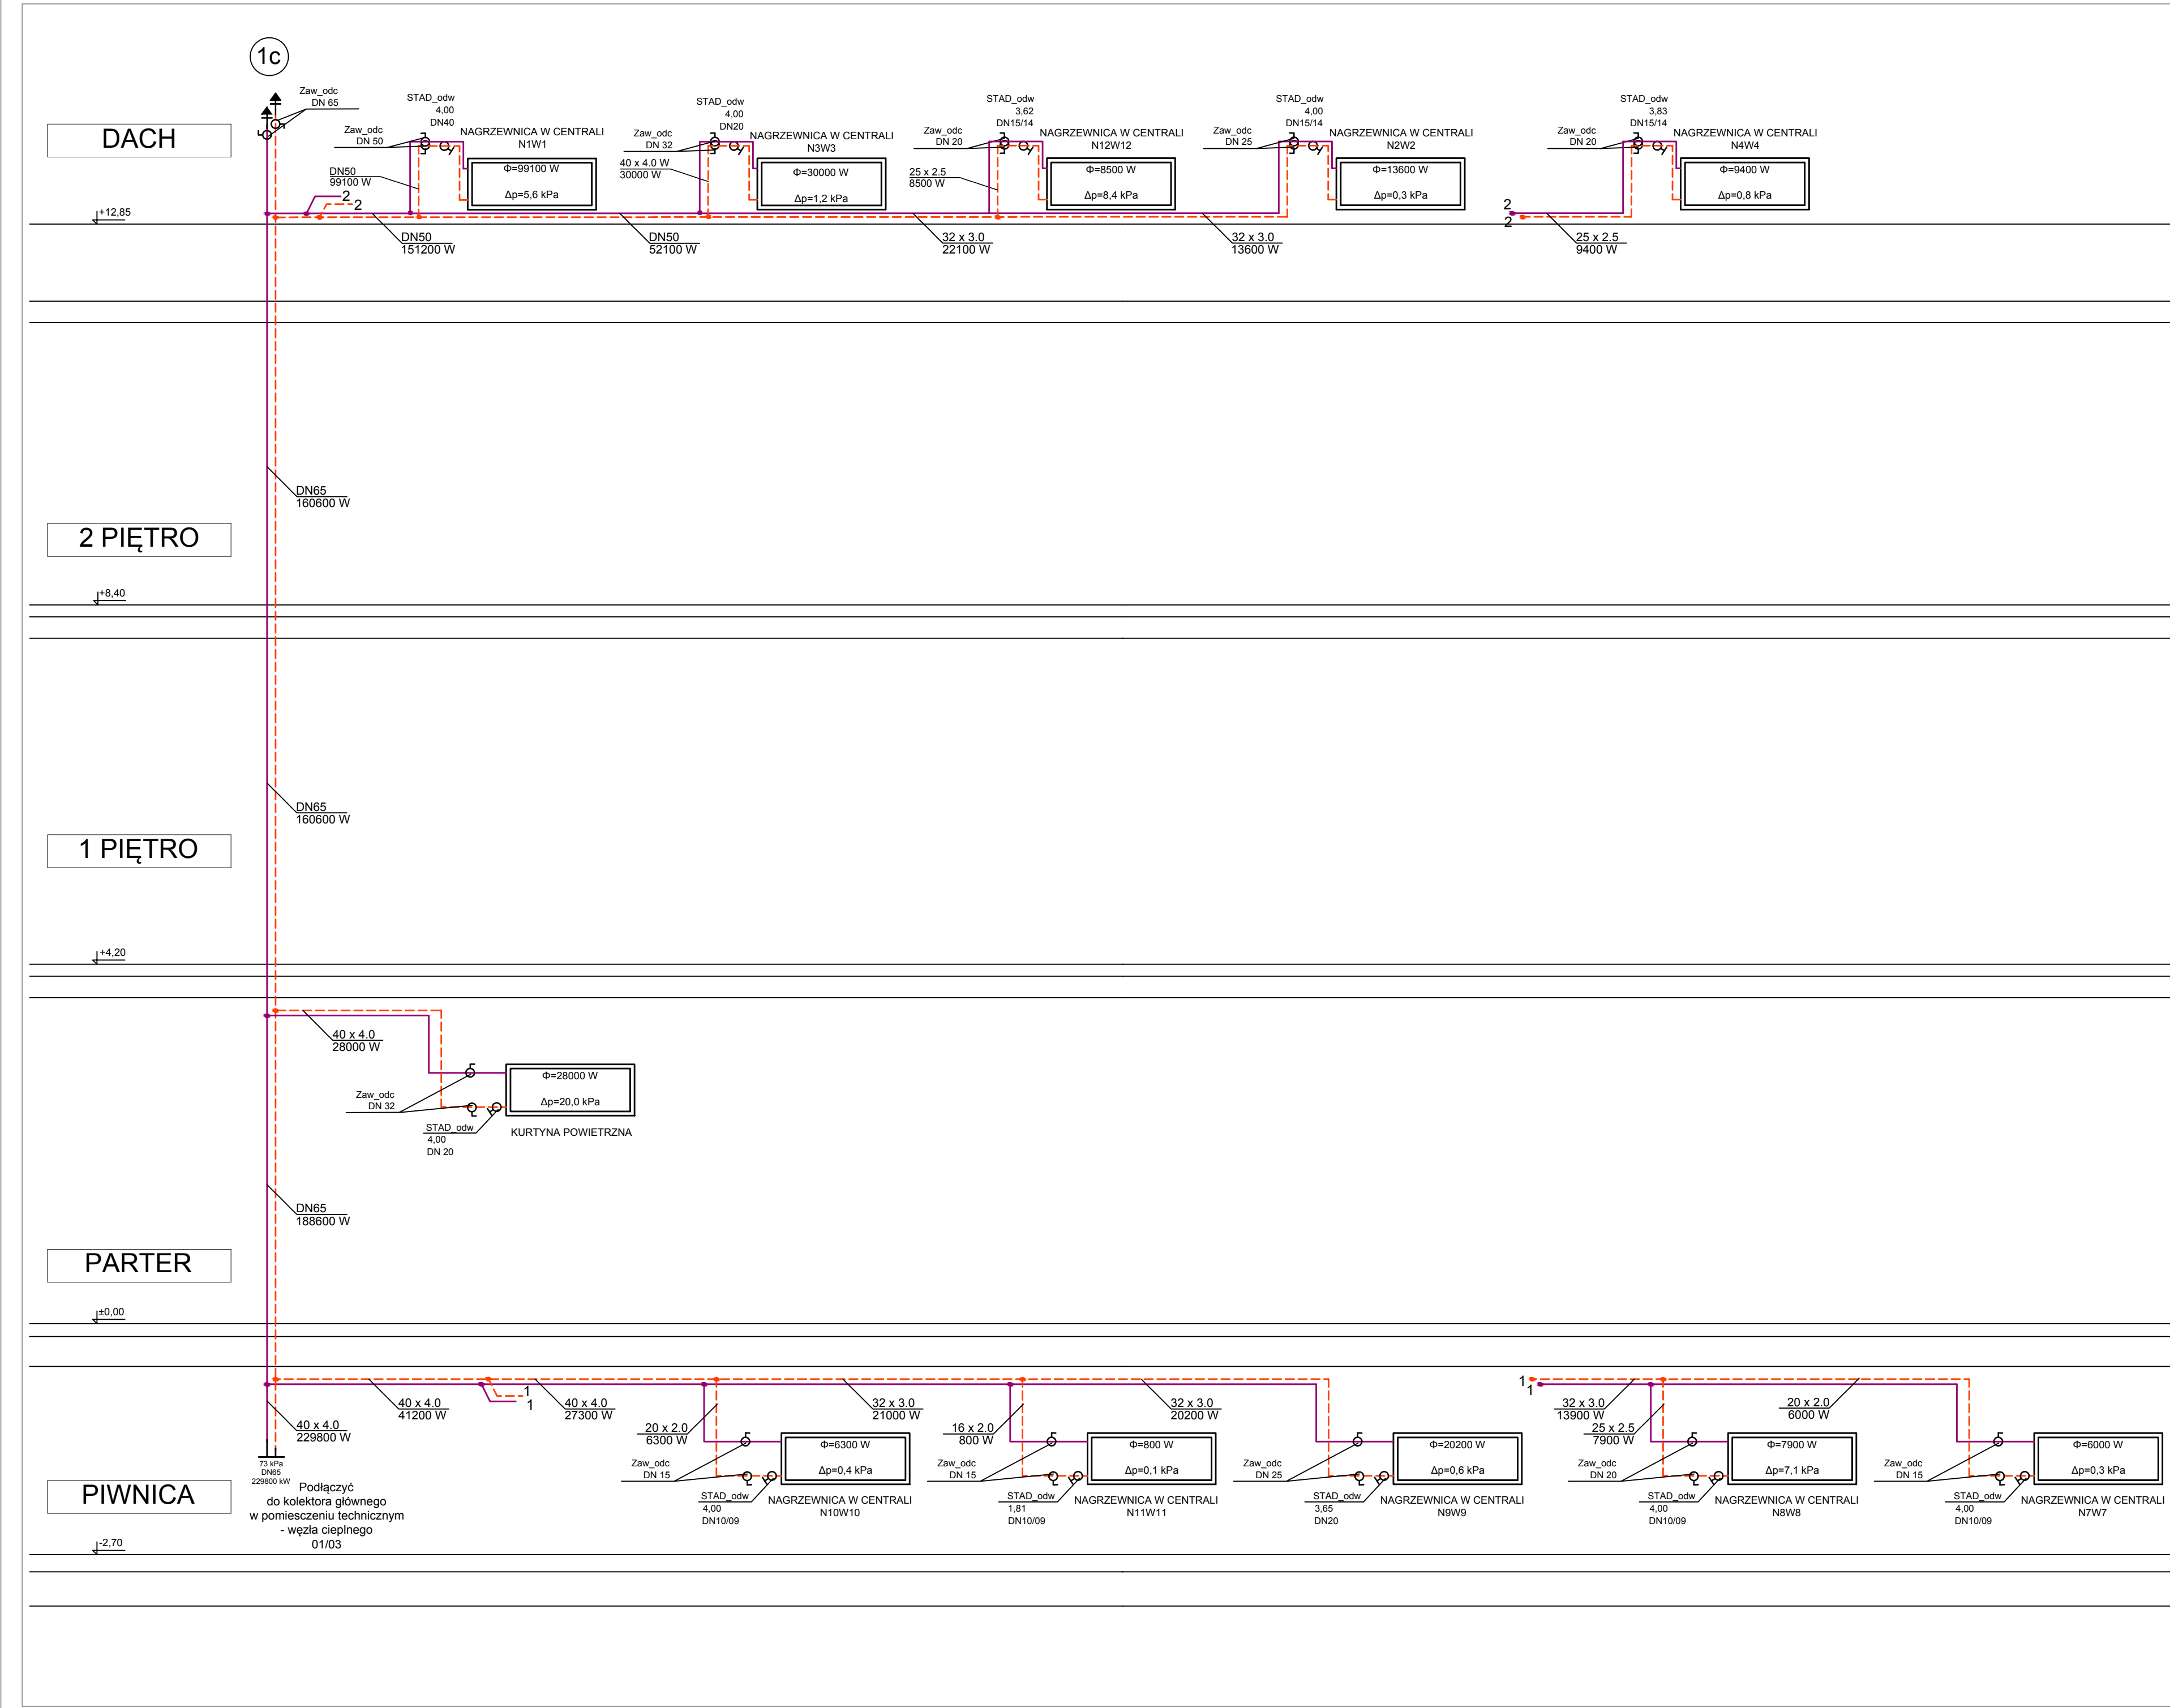 1c
Zaw_odc
DN 65
DACH
STAD_odw
4,00
DN40
Zaw_odc
DN 50
NAGRZEWNICA W CENTRALI
N1W1
DN50
99100 W
Φ=99100 W
Δp=5,6 kPa
STAD_odw
4,00
DN20
Zaw_odc
DN 32
NAGRZEWNICA W CENTRALI
N3W3
40 x 4.0 W
30000 W
Φ=30000 W
Δp=1,2 kPa
STAD_odw
3,62
DN15/14
Zaw_odc
DN 20
NAGRZEWNICA W CENTRALI
N12W12
25 x 2.5
8500 W
Φ=8500 W
Δp=8,4 kPa
STAD_odw
4,00
DN15/14
Zaw_odc
DN 25
NAGRZEWNICA W CENTRALI
N2W2
Φ=13600 W
Δp=0,3 kPa
STAD_odw
3,83
DN15/14
Zaw_odc
DN 20
NAGRZEWNICA W CENTRALI
N4W4
Φ=9400 W
Δp=0,8 kPa
2
2
2
2
+12,85
DN50
151200 W
DN50
52100 W
32 x 3.0
22100 W
32 x 3.0
13600 W
25 x 2.5
9400 W
DN65
160600 W
2 PIĘTRO
+8,40
DN65
160600 W
1 PIĘTRO
+4,20
40 x 4.0
28000 W
Zaw_odc
DN 32
Φ=28000 W
Δp=20,0 kPa
STAD_odw
4,00
DN 20
KURTYNA POWIETRZNA
DN65
188600 W
PARTER
±0,00
40 x 4.0
229800 W
40 x 4.0
41200 W
1
1
40 x 4.0
27300 W
32 x 3.0
21000 W
32 x 3.0
20200 W
1
1
32 x 3.0
13900 W
20 x 2.0
6000 W
20 x 2.0
6300 W
Zaw_odc
DN 15
Φ=6300 W
Δp=0,4 kPa
STAD_odw
4,00
DN10/09
NAGRZEWNICA W CENTRALI
N10W10
16 x 2.0
800 W
Zaw_odc
DN 15
Φ=800 W
Δp=0,1 kPa
STAD_odw
1,81
DN10/09
NAGRZEWNICA W CENTRALI
N11W11
Zaw_odc
DN 25
Φ=20200 W
Δp=0,6 kPa
STAD_odw
3,65
DN20
NAGRZEWNICA W CENTRALI
N9W9
25 x 2.5
7900 W
Zaw_odc
DN 20
Φ=7900 W
Δp=7,1 kPa
STAD_odw
4,00
DN10/09
NAGRZEWNICA W CENTRALI
N8W8
Zaw_odc
DN 15
Φ=6000 W
Δp=0,3 kPa
STAD_odw
4,00
DN10/09
NAGRZEWNICA W CENTRALI
N7W7
73 kPa
DN65
229800 kW
PIWNICA
Podłączyć
do kolektora głównego
w pomiesczeniu technicznym
- węzła cieplnego
01/03
-2,70